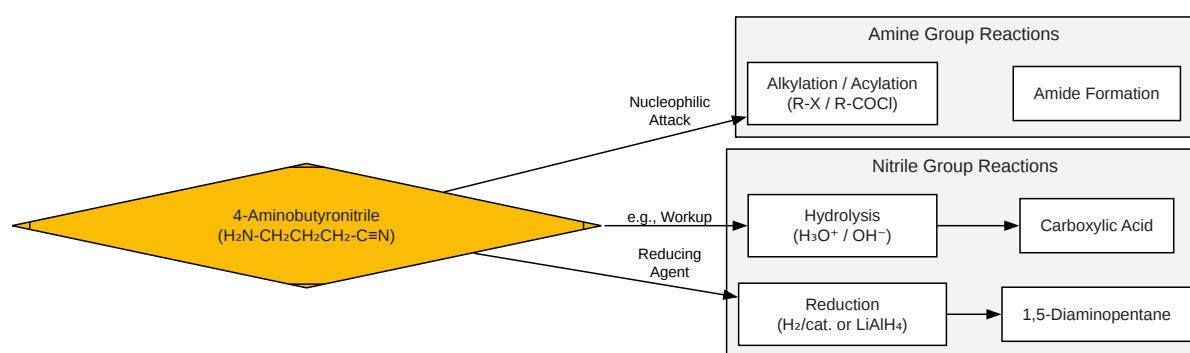 Amine Group Reactions
Alkylation / Acylation
(R-X / R-COCl)
Amide Formation
Nucleophilic
Attack
Nitrile Group Reactions
4-Aminobutyronitrile
(H₂N-CH2CH2CH2-C≡N)
e.g., Workup
Hydrolysis
(H₃O⁺ / OH⁻)
Carboxylic Acid
Reducing
Agent
Reduction
(H₂/cat. or LiAlH₄)
1,5-Diaminopentane